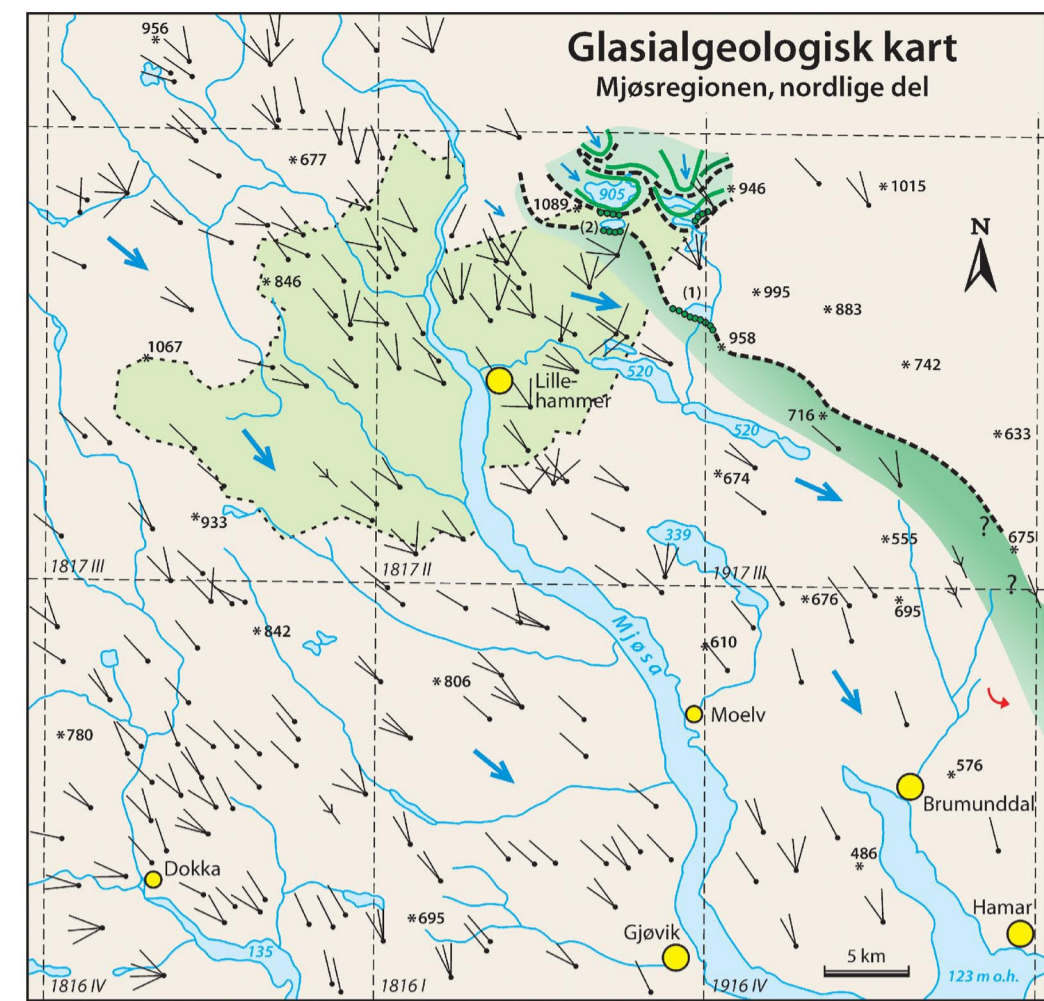 Glasialgeologisk kart
Mjøsregionen, nordlige del
956
*677
1089
905
*946
*1015
(2)
N
*846
(1)
*995
*883
958
1067
*742
Lille-
hammer
520
716*
520
*633
*674
*933
339
*555
?
675
1817 III
1817 II
1917 III
?
*676
695
*842
Mjøsa
*610
*806
Moelv
*780
*576
Brumunddal
486
Dokka
*695
Gjøvik
Hamar
135
5 km
123 m o.h.
1816 IV
1816 I
1916 IV